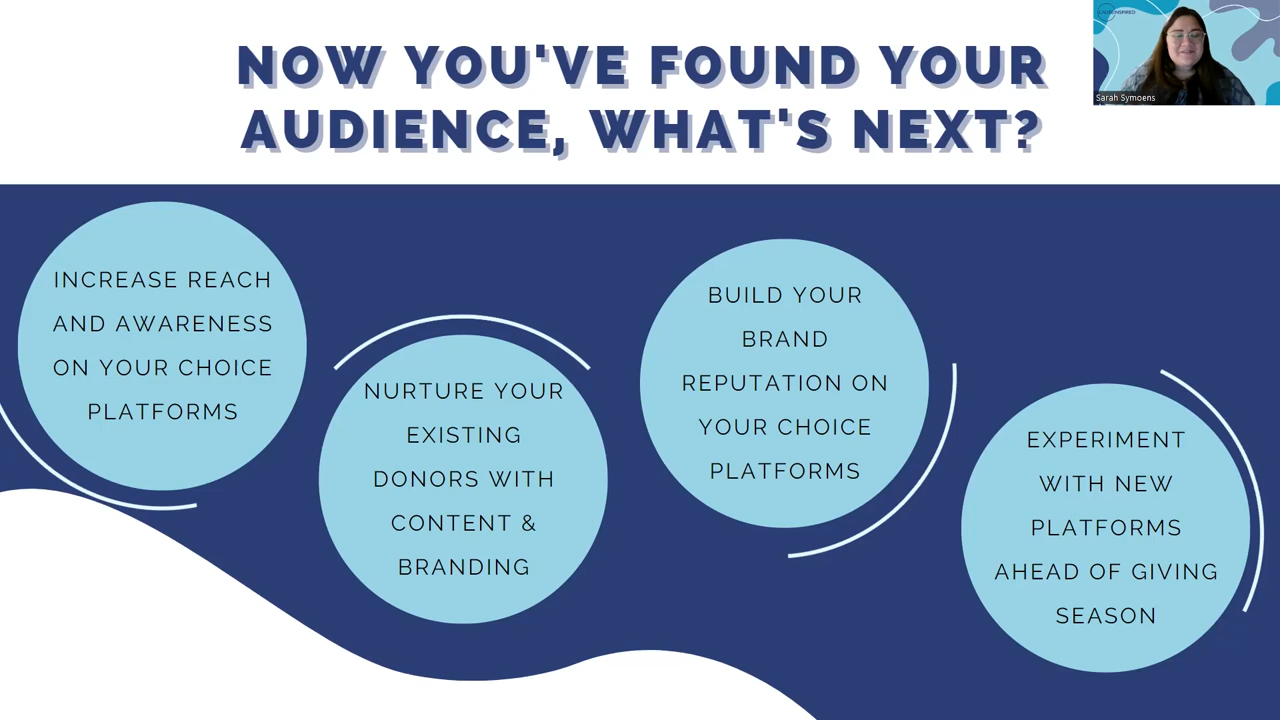 NOW YOU'VE FOUND YOUR
AUDIENCE, WHAT'S NEXT?
Sarah Symoens
INCREASE REACH
AND AWARENESS
ON YOUR CHOICE
PLATFORMS
NURTURE YOUR
EXISTING
DONORS WITH
CONTENT &
BRANDING
BUILD YOUR
BRAND
REPUTATION ON
YOUR CHOICE
PLATFORMS
EXPERIMENT
WITH NEW
PLATFORMS
AHEAD OF GIVING
SEASON